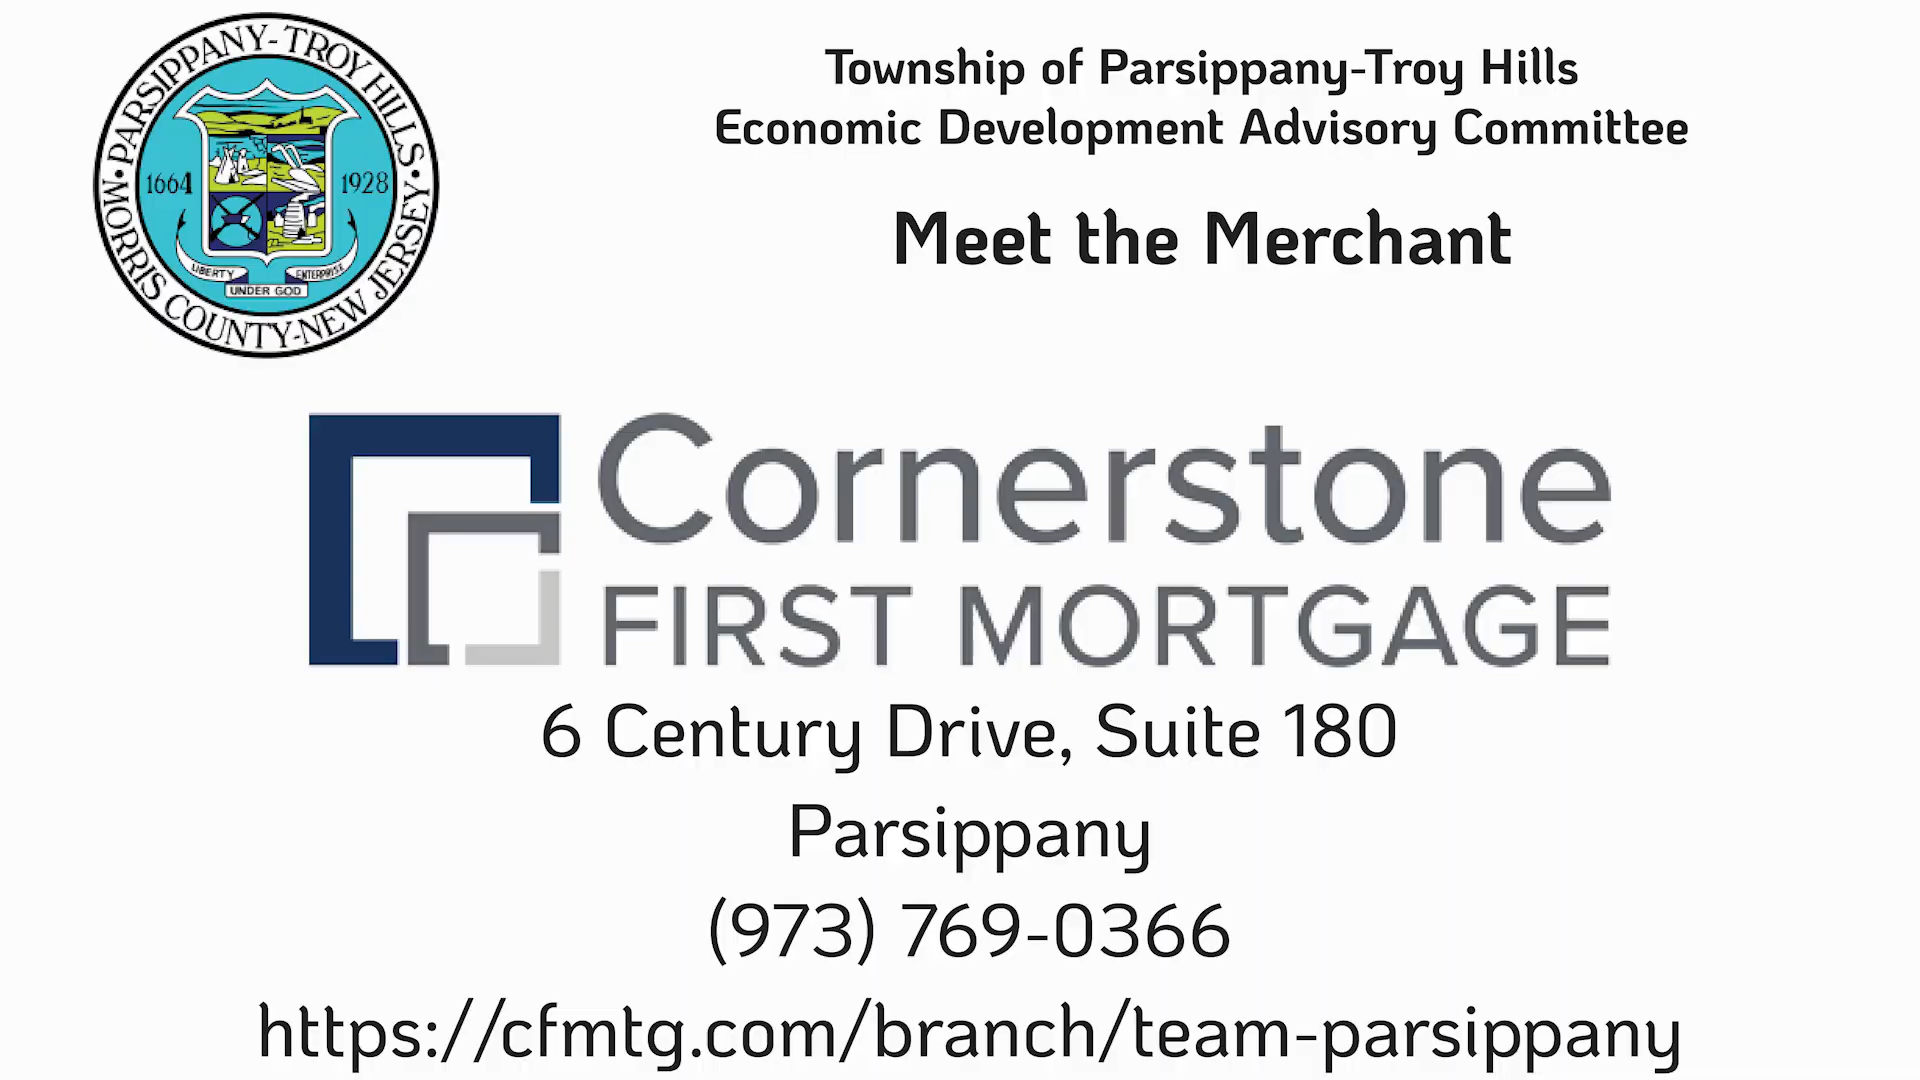 PARSIPPANY-TROY HILLS
MORRIS COUNTY-NEW JERSEY
1664 1928
LIBERTY ENTERPRISE
UNDER GOD
Township of Parsippany-Troy Hills
Economic Development Advisory Committee
Meet the Merchant
Cornerstone
FIRST MORTGAGE
6 Century Drive, Suite 180
Parsippany
(973) 769-0366
https://cfmtg.com/branch/team-parsippany